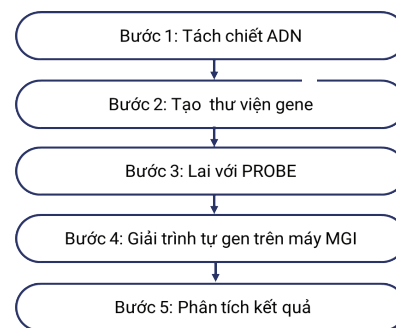 Bước 1: Tách chiết ADN
Bước 2: Tạo thư viện gene
Bước 3: Lai với PROBE
Bước 4: Giải trình tự gen trên máy MGI
Bước 5: Phân tích kết quả